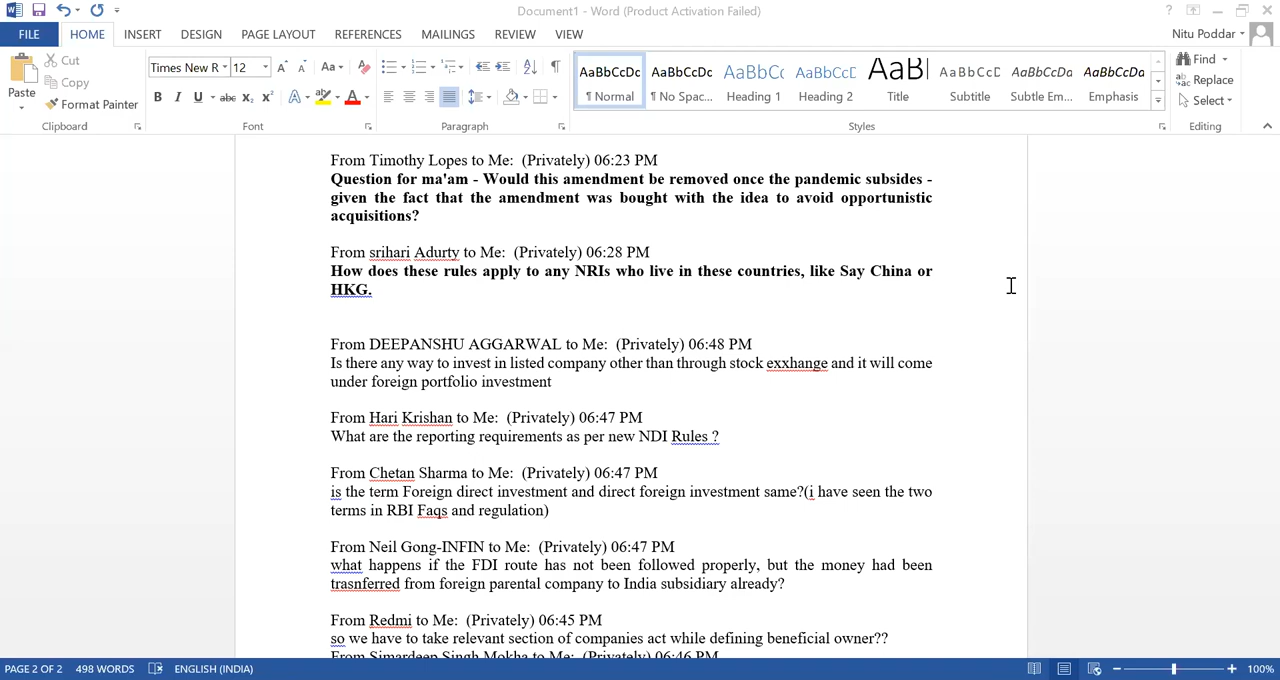 Document1 - Word (Product Activation Failed)
FILE HOME INSERT DESIGN PAGE LAYOUT REFERENCES MAILINGS REVIEW VIEW Nitu Poddar
Paste Cut Copy Format Painter Clipboard
Times New R 12 Font
Paragraph
AaBbCcDc AaBbCcDc AaBbCc AaBbCcD AaBl AaBbCcD AaBbCcDa AaBbCcDa
¶ Normal ¶ No Spac... Heading 1 Heading 2 Title Subtitle Subtle Em... Emphasis
Styles
Find Replace Select Editing
From Timothy Lopes to Me: (Privately) 06:23 PM
Question for ma'am - Would this amendment be removed once the pandemic subsides -
given the fact that the amendment was bought with the idea to avoid opportunistic
acquisitions?
From srihari Adurty to Me: (Privately) 06:28 PM
How does these rules apply to any NRIs who live in these countries, like Say China or
HKG.
From DEEPANSHU AGGARWAL to Me: (Privately) 06:48 PM
Is there any way to invest in listed company other than through stock exxhange and it will come
under foreign portfolio investment
From Hari Krishan to Me: (Privately) 06:47 PM
What are the reporting requirements as per new NDI Rules ?
From Chetan Sharma to Me: (Privately) 06:47 PM
is the term Foreign direct investment and direct foreign investment same?(i have seen the two
terms in RBI Faqs and regulation)
From Neil Gong-INFIN to Me: (Privately) 06:47 PM
what happens if the FDI route has not been followed properly, but the money had been
trasnferred from foreign parental company to India subsidiary already?
From Redmi to Me: (Privately) 06:45 PM
so we have to take relevant section of companies act while defining beneficial owner??
From Simardeep Singh Mokha to Me: (Privately) 06:46 PM
PAGE 2 OF 2 498 WORDS ENGLISH (INDIA) 100%